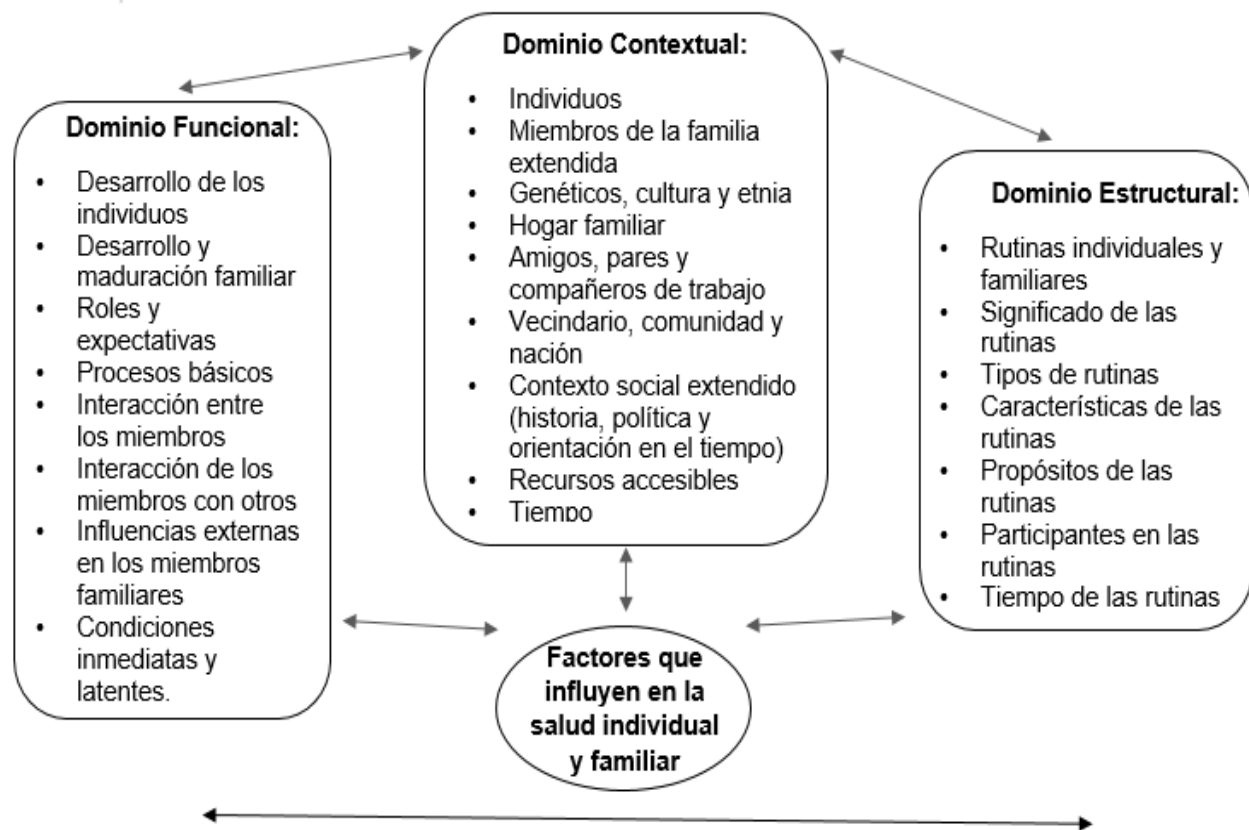 Dominio Contextual:
• Individuos
• Miembros de la familia
extendida
• Genéticos, cultura y etnia
• Hogar familiar
• Amigos, pares y
compañeros de trabajo
• Vecindario, comunidad y
nación
• Contexto social extendido
(historia, política y
orientación en el tiempo)
• Recursos accesibles
• Tiempo
Dominio Funcional:
• Desarrollo de los
individuos
• Desarrollo y
maduración familiar
• Roles y
expectativas
• Procesos básicos
• Interacción entre
los miembros
• Interacción de los
miembros con otros
• Influencias externas
en los miembros
familiares
• Condiciones
inmediatas y
latentes.
Dominio Estructural:
• Rutinas individuales y
familiares
• Significado de las
rutinas
• Tipos de rutinas
• Características de las
rutinas
• Propósitos de las
rutinas
• Participantes en las
rutinas
• Tiempo de las rutinas
Factores que
influyen en la
salud individual
y familiar